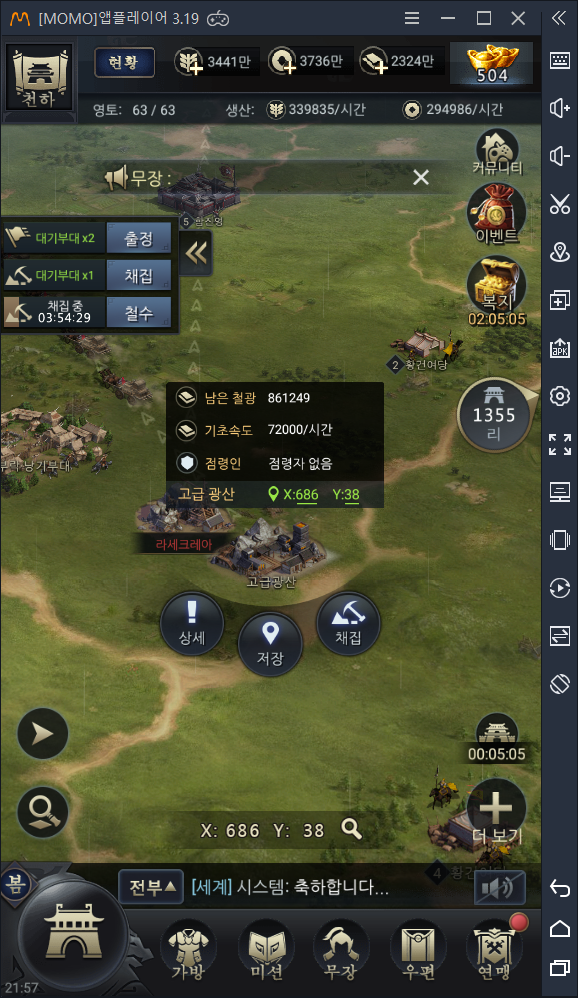 [MOMO]앱플레이어 3.19
현황 3441만 3736만 2324만 504
천하
영토: 63 / 63 생산: 339835/시간 294986/시간
무장 :
커뮤니티
5 함진영
대기부대 x2 출정
이벤트
대기부대 x1 채집
채집 중
03:54:29 철수
복지
02:05:05
2 황건여당
남은 철광 861249
1355
리
기초속도 72000/시간
점령인 점령자 없음
고급 광산 X:686 Y:38
라세크레아
고급광산
상세 저장 채집
00:05:05
더 보기
X: 686 Y: 38
4 황건
봄
전부 [세계] 시스템: 축하합니다...
가방 미션 무장 우편 연맹
21:57
APK